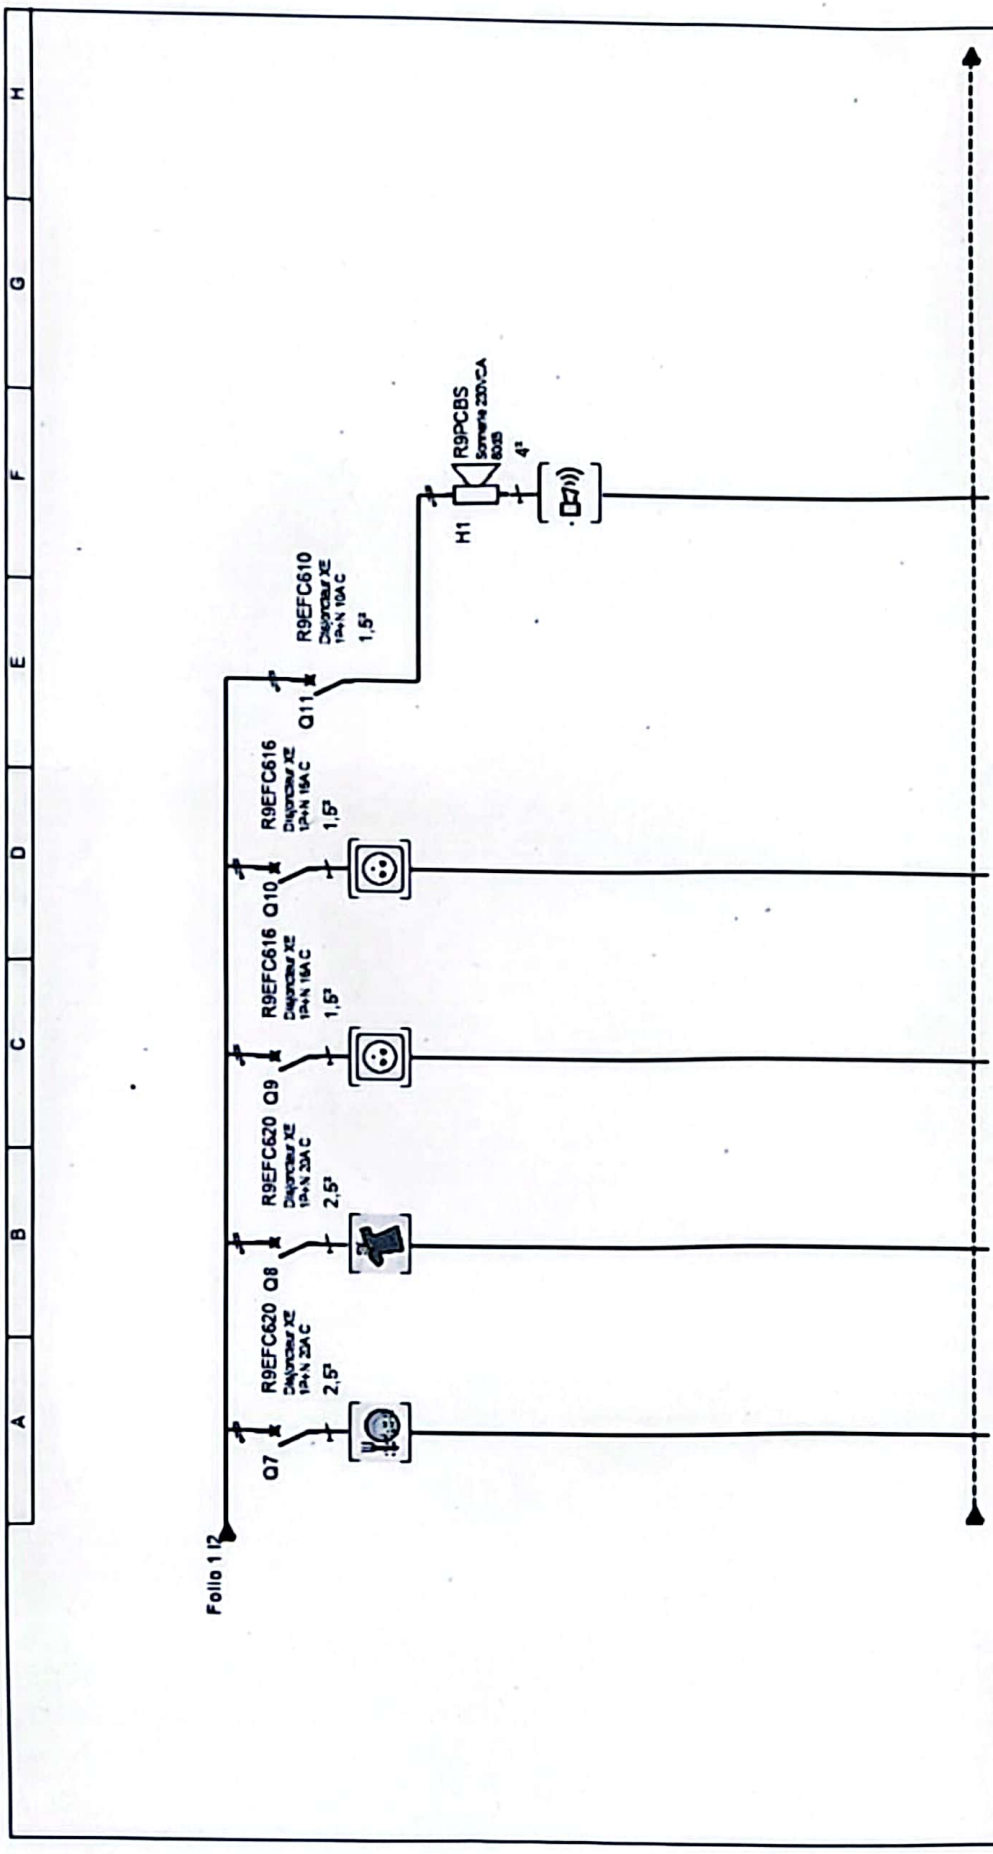 A B C D E F G H
Folio 1 I2
Q7
R9EFC620
Disjoncteur XE
1P+N 20A C
2,5²
Q8
R9EFC620
Disjoncteur XE
1P+N 20A C
2,5²
Q9
R9EFC616
Disjoncteur XE
1P+N 16A C
1,5²
Q10
R9EFC616
Disjoncteur XE
1P+N 16A C
1,5²
Q11
R9EFC610
Disjoncteur XE
1P+N 10A C
1,5²
H1
R9PCBS
Sonnerie 230VCA
80dB
4²